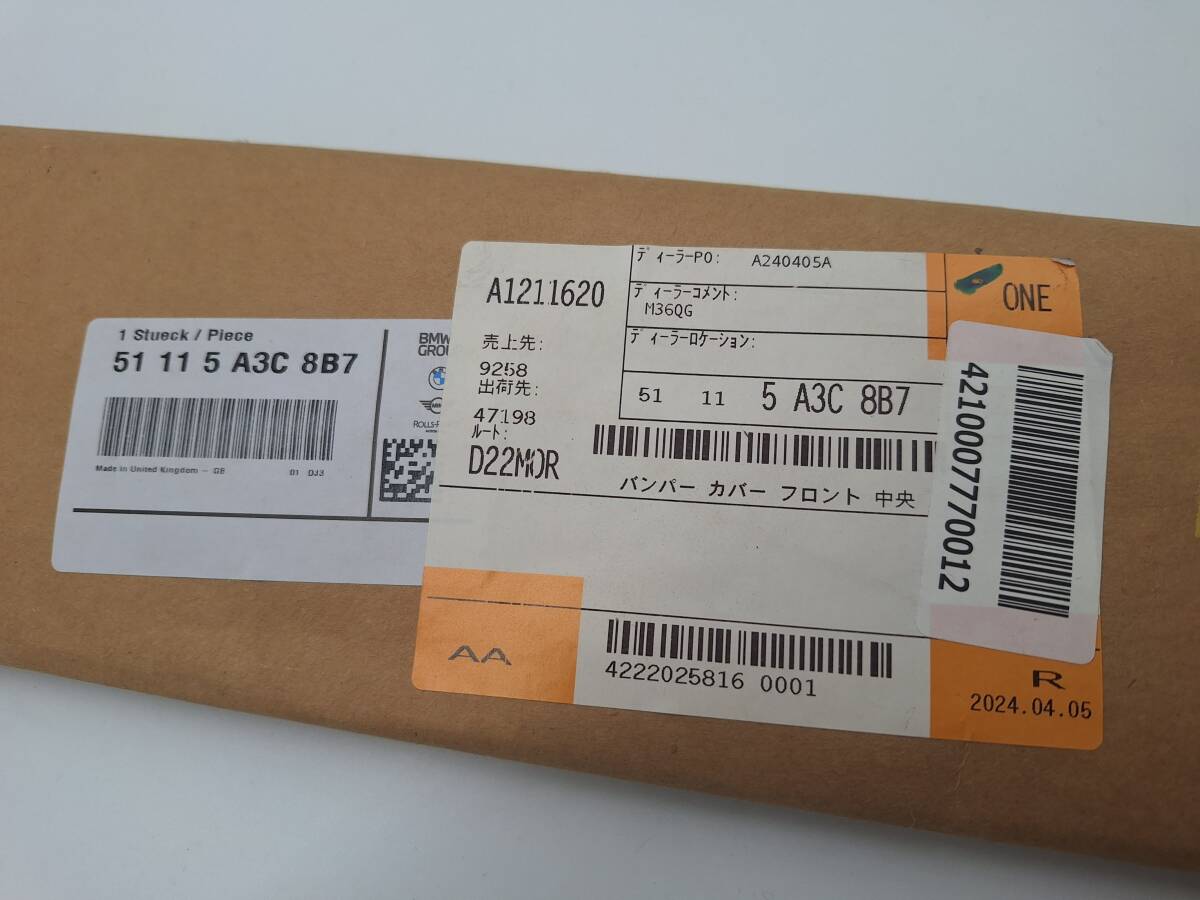 1 Stueck / Piece
51 11 5 A3C 8B7
Made in United Kingdom - GB 01 DJ3
BMW
GROU
ROLLS-R
A1211620
売上先:
9258
出荷先:
47198
ルート:
D22MOR
ディーラーPO: A240405A
ディーラーコメント:
M36QG
ディーラーロケーション:
51 11 5 A3C 8B7
バンパー カバー フロント 中央
ONE
4210007770012
AA
4222025816 0001
R
2024.04.05